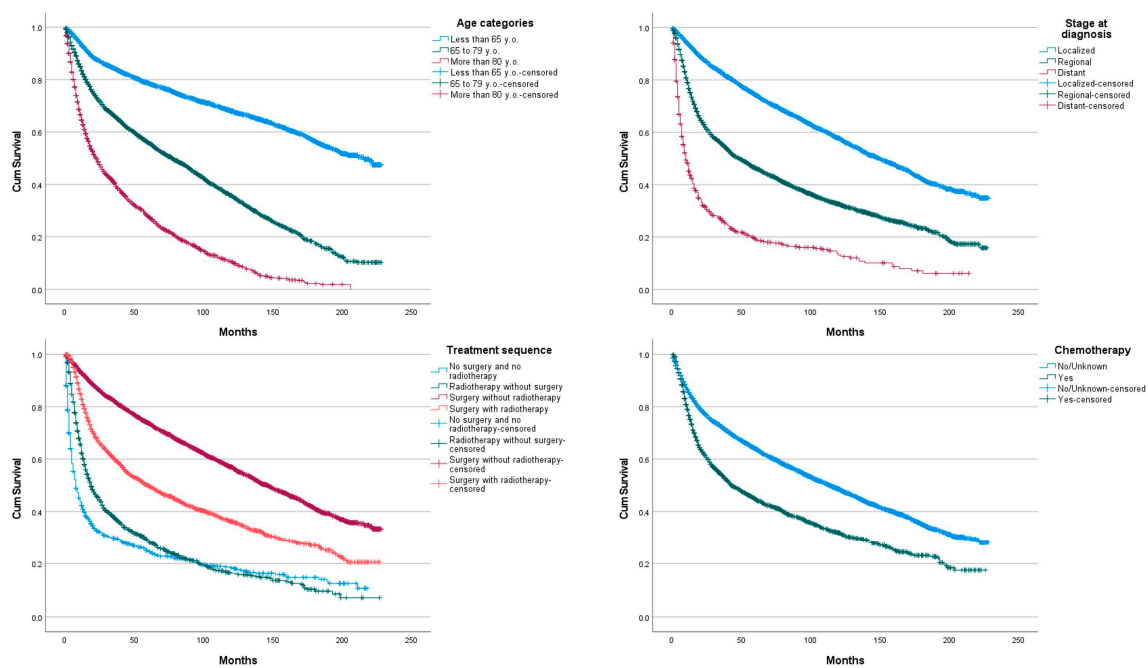 Age categories
Less than 65 y.o.
65 to 79 y.o.
More than 80 y.o.
Less than 65 y.o.-censored
65 to 79 y.o.-censored
More than 80 y.o.-censored
1.0
0.8
0.6
0.4
0.2
0.0
Cum Survival
0
50
100
150
200
250
Months
Stage at
diagnosis
Localized
Regional
Distant
Localized-censored
Regional-censored
Distant-censored
1.0
0.8
0.6
0.4
0.2
0.0
Cum Survival
0
50
100
150
200
250
Months
Treatment sequence
No surgery and no
radiotherapy
Radiotherapy without surgery
Surgery without radiotherapy
Surgery with radiotherapy
No surgery and no
radiotherapy-censored
Radiotherapy without surgery-
censored
Surgery without radiotherapy-
censored
Surgery with radiotherapy-
censored
1.0
0.8
0.6
0.4
0.2
0.0
Cum Survival
0
50
100
150
200
250
Months
Chemotherapy
No/Unknown
Yes
No/Unknown-censored
Yes-censored
1.0
0.8
0.6
0.4
0.2
0.0
Cum Survival
0
50
100
150
200
250
Months